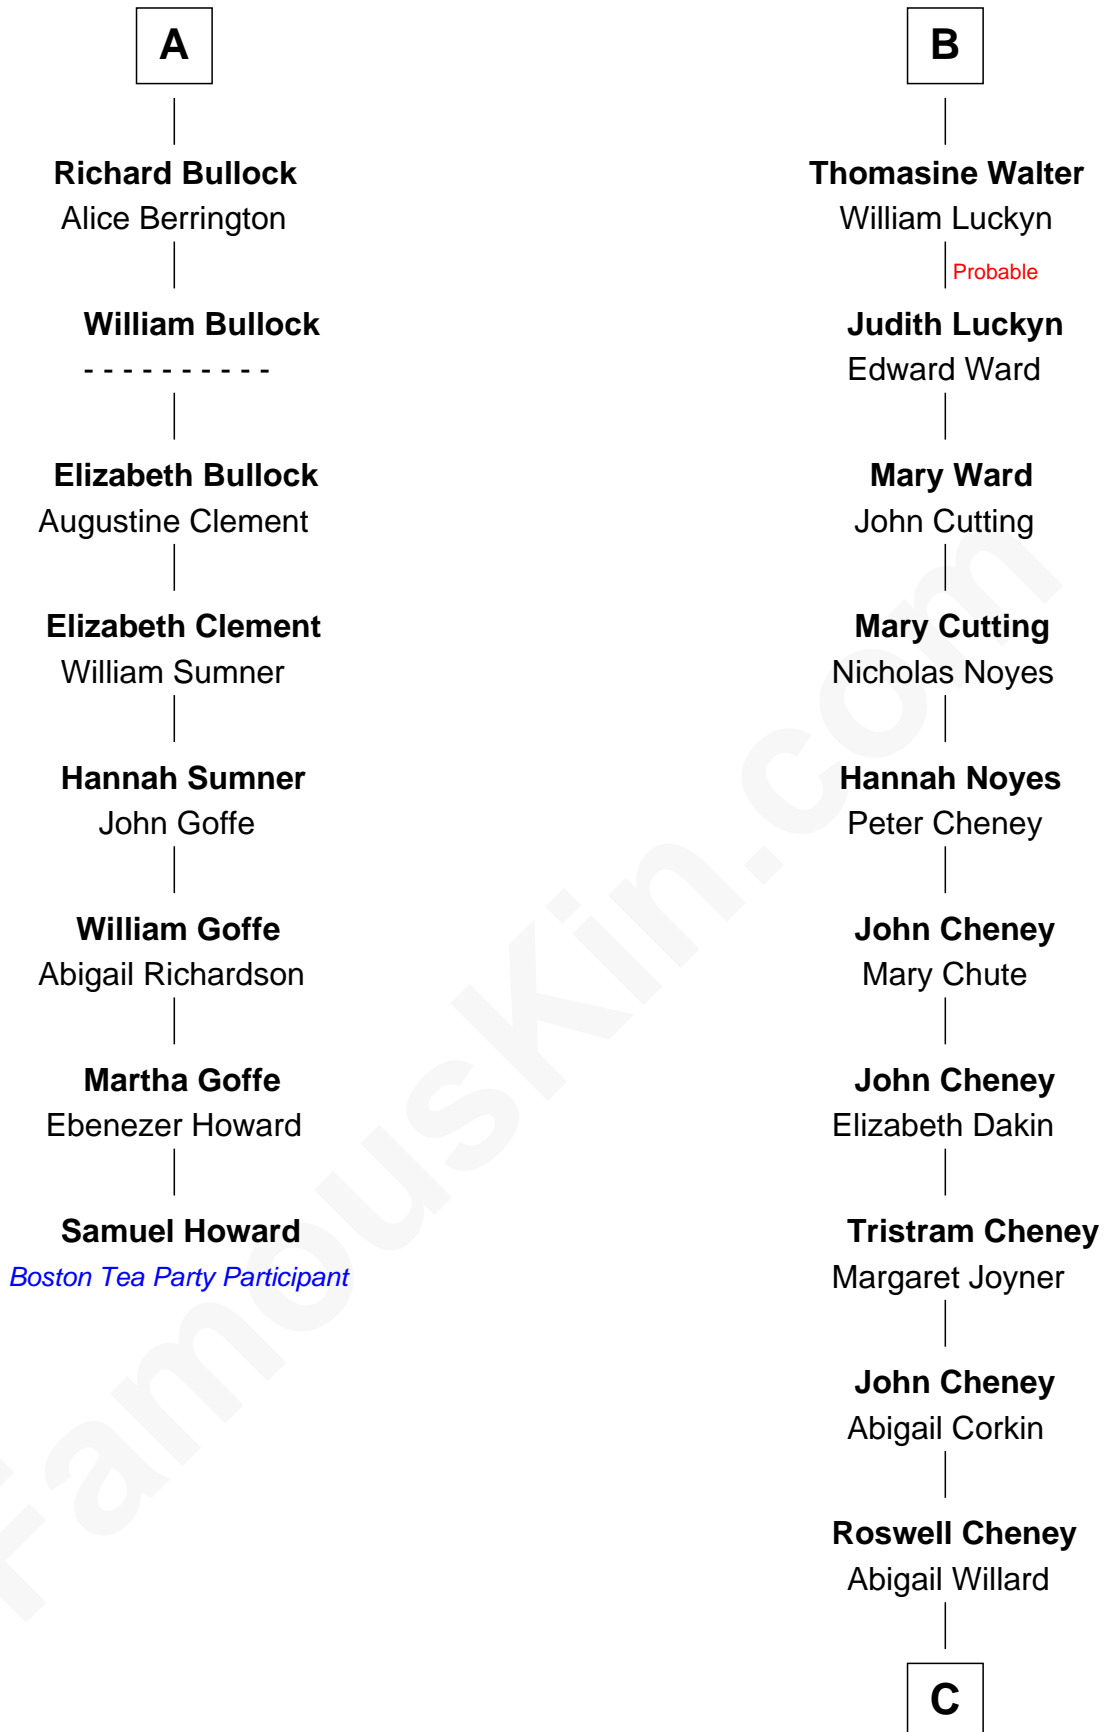 A
Richard Bullock
Alice Berrington
William Bullock
- - - - - - - - - -
Elizabeth Bullock
Augustine Clement
Elizabeth Clement
William Sumner
Hannah Sumner
John Goffe
William Goffe
Abigail Richardson
Martha Goffe
Ebenezer Howard
Samuel Howard
Boston Tea Party Participant
B
Thomasine Walter
William Luckyn
Probable
Judith Luckyn
Edward Ward
Mary Ward
John Cutting
Mary Cutting
Nicholas Noyes
Hannah Noyes
Peter Cheney
John Cheney
Mary Chute
John Cheney
Elizabeth Dakin
Tristram Cheney
Margaret Joyner
John Cheney
Abigail Corkin
Roswell Cheney
Abigail Willard
C
FamousKin.com